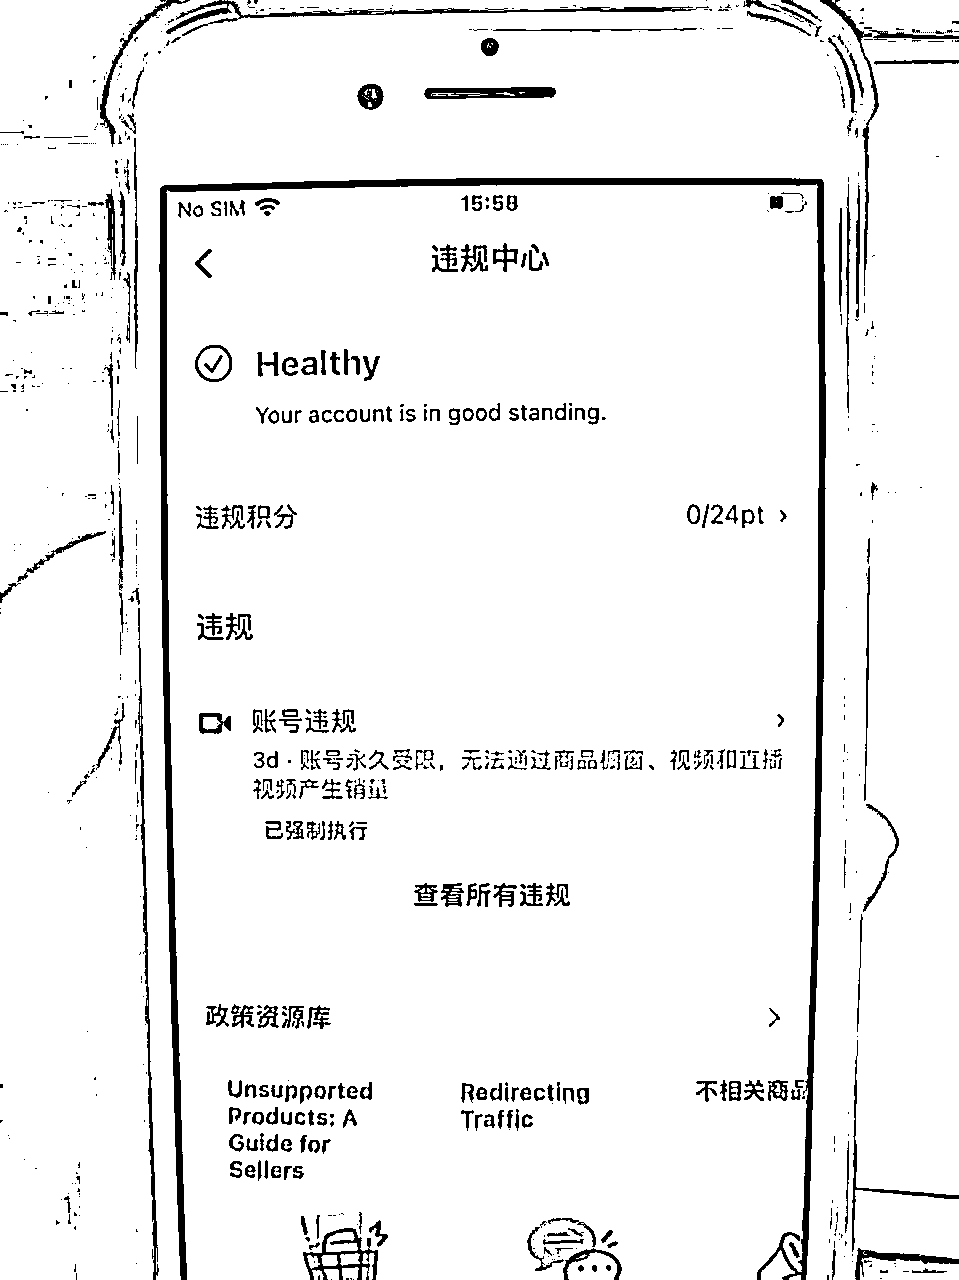 No SIM 15:58
违规中心
Healthy
Your account is in good standing.
违规积分 0/24pt
违规
账号违规
3d · 账号永久受限，无法通过商品橱窗、视频和直播
视频产生销量
已强制执行
查看所有违规
政策资源库
Unsupported Products: A Guide for Sellers
Redirecting Traffic
不相关商品